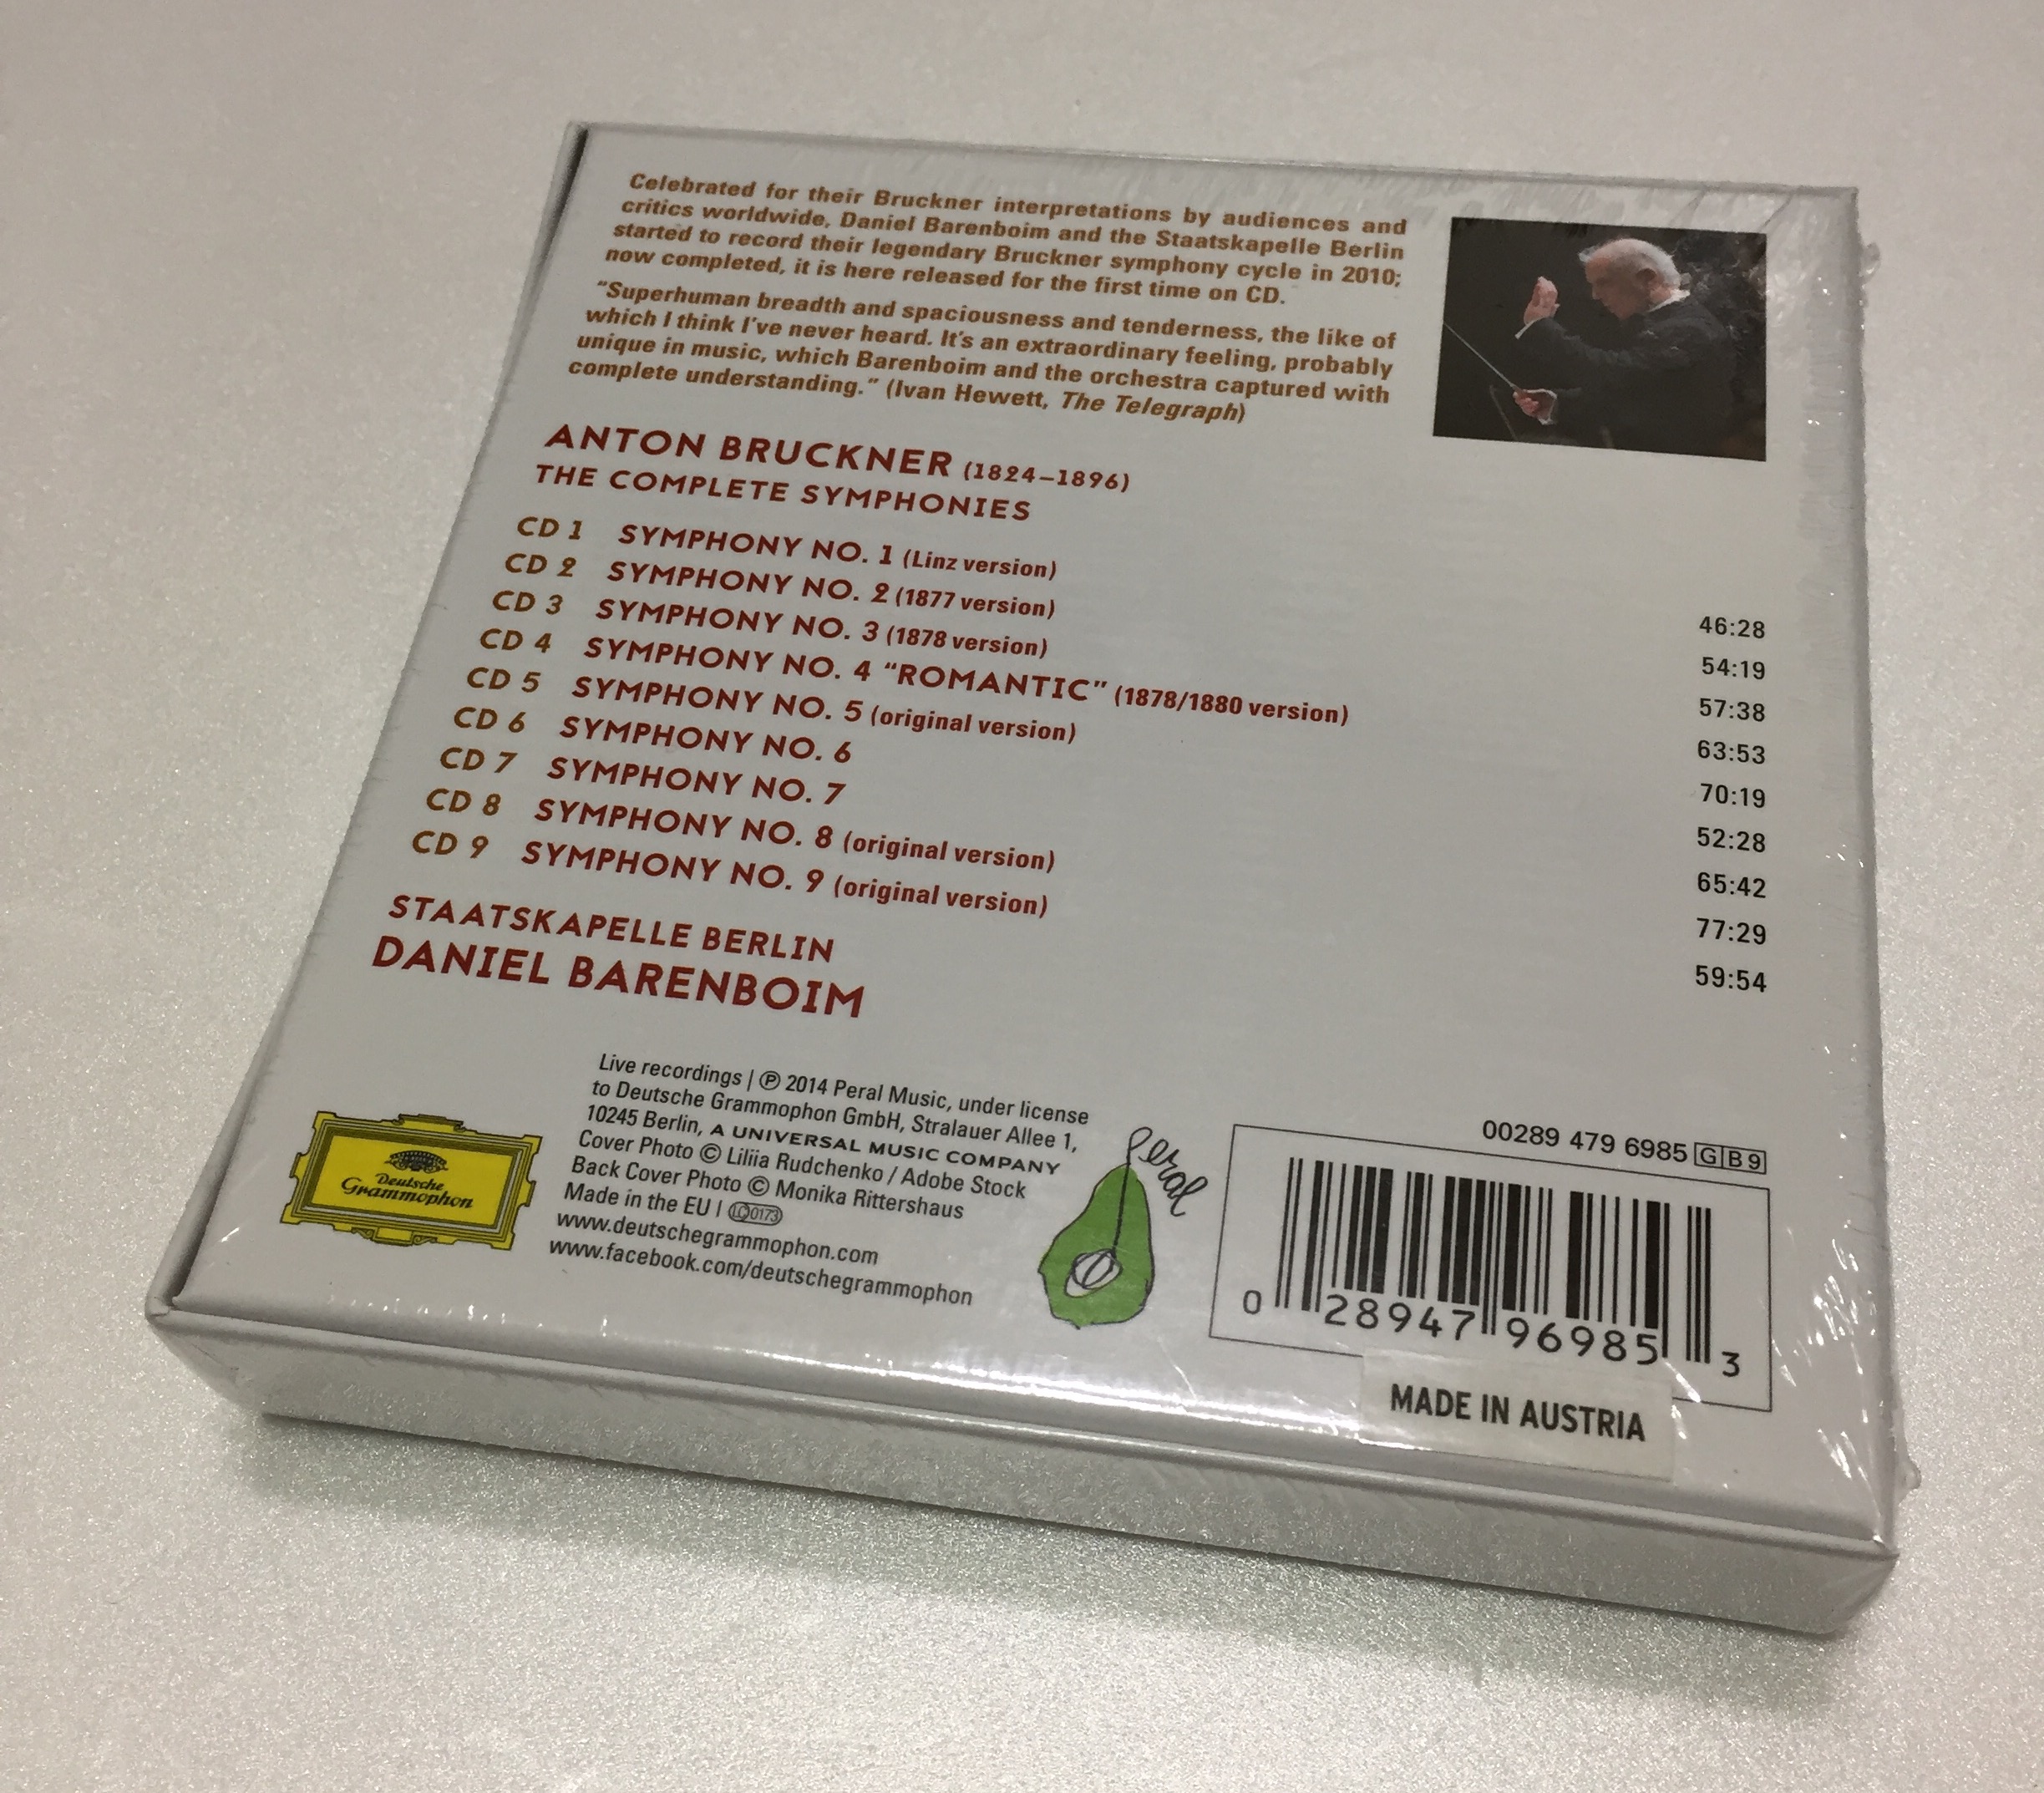 Celebrated for their Bruckner interpretations by audiences and
critics worldwide, Daniel Barenboim and the Staatskapelle Berlin
started to record their legendary Bruckner symphony cycle in 2010;
now completed, it is here released for the first time on CD.
“Superhuman breadth and spaciousness and tenderness, the like of
which I think I’ve never heard. It’s an extraordinary feeling, probably
unique in music, which Barenboim and the orchestra captured with
complete understanding.” (Ivan Hewett, The Telegraph)
ANTON BRUCKNER (1824–1896)
THE COMPLETE SYMPHONIES
CD 1 SYMPHONY NO. 1 (Linz version) 46:28
CD 2 SYMPHONY NO. 2 (1877 version) 54:19
CD 3 SYMPHONY NO. 3 (1878 version) 57:38
CD 4 SYMPHONY NO. 4 “ROMANTIC” (1878/1880 version) 63:53
CD 5 SYMPHONY NO. 5 (original version) 70:19
CD 6 SYMPHONY NO. 6 52:28
CD 7 SYMPHONY NO. 7 65:42
CD 8 SYMPHONY NO. 8 (original version) 77:29
CD 9 SYMPHONY NO. 9 (original version) 59:54
STAATSKAPELLE BERLIN
DANIEL BARENBOIM
Deutsche
Grammophon
Live recordings | ℗ 2014 Peral Music, under license
to Deutsche Grammophon GmbH, Stralauer Allee 1,
10245 Berlin, A UNIVERSAL MUSIC COMPANY
Cover Photo © Liliia Rudchenko / Adobe Stock
Back Cover Photo © Monika Rittershaus
Made in the EU | LC 0173
www.deutschegrammophon.com
www.facebook.com/deutschegrammophon
Peral
00289 479 6985 G B 9
0 28947 96985 3
MADE IN AUSTRIA